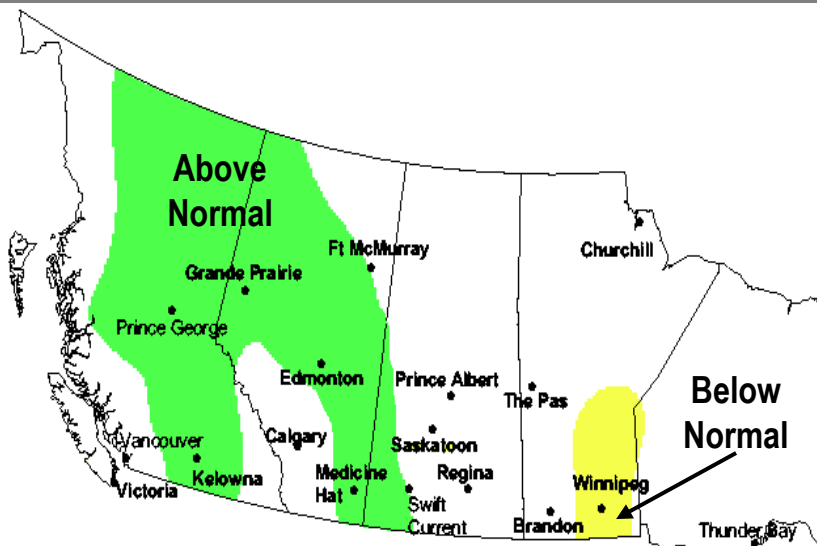 Above
Normal
Ft McMurray
Churchill
Grande Prairie
Prince George
Edmonton
Prince Albert
The Pas
Below
Normal
Vancouver
Calgary
Saskatoon
Kelowna
Medicine
Hat
Regina
Winnipeg
Victoria
Swift
Current
Brandon
Thunder Bay